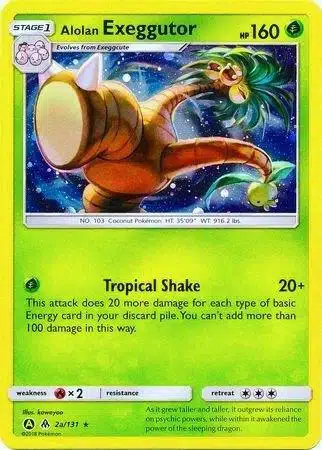 STAGE1 Alolan Exeggutor HP160
Evolves from Exeggcute
NO. 103 Coconut Pokémon HT: 35'09" WT: 916.2 lbs.
Tropical Shake 20+
This attack does 20 more damage for each type of basic
Energy card in your discard pile. You can't add more
than 100 damage in this way.
weakness ×2 resistance retreat
Illus. kawayoo
2a/131
©2018 Pokémon
As it grew taller and taller, it outgrew its reliance
on psychic powers, while within it awakened the
power of the sleeping dragon.